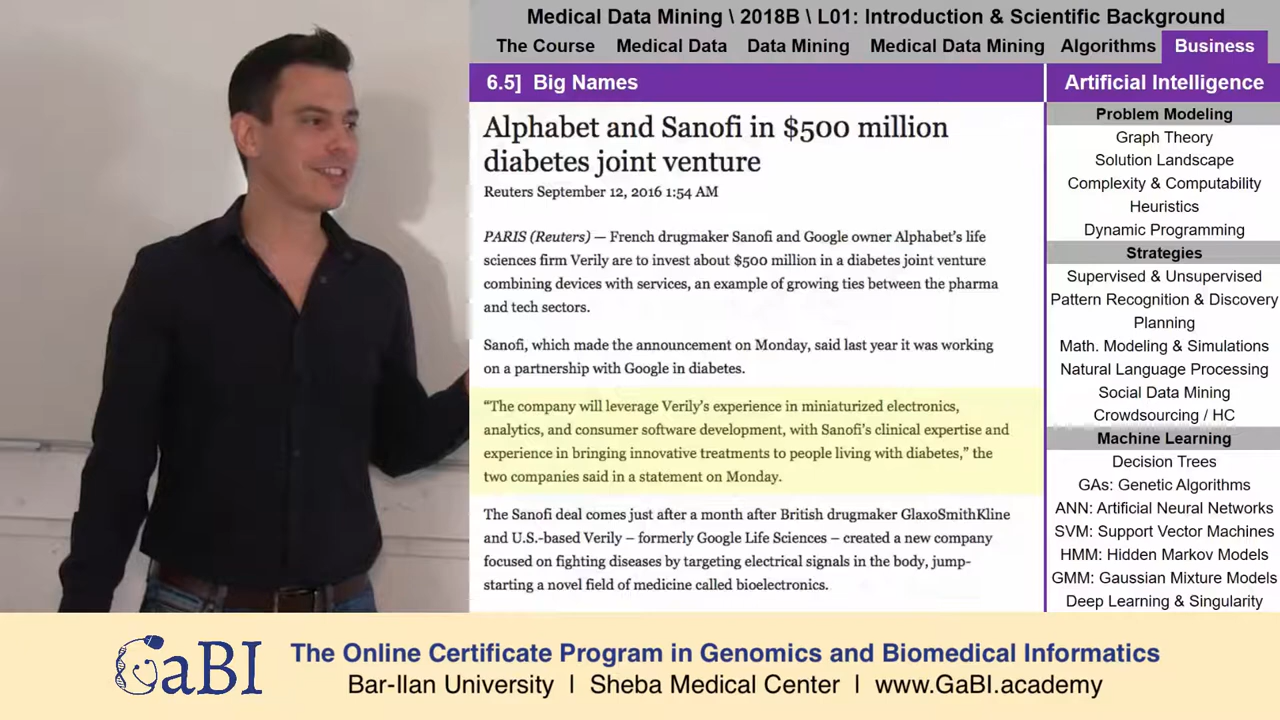 Medical Data Mining \ 2018B \ L01: Introduction & Scientific Background
The Course Medical Data Data Mining Medical Data Mining Algorithms Business
6.5] Big Names
Alphabet and Sanofi in $500 million
diabetes joint venture
Reuters September 12, 2016 1:54 AM
PARIS (Reuters) — French drugmaker Sanofi and Google owner Alphabet’s life
sciences firm Verily are to invest about $500 million in a diabetes joint venture
combining devices with services, an example of growing ties between the pharma
and tech sectors.
Sanofi, which made the announcement on Monday, said last year it was working
on a partnership with Google in diabetes.
“The company will leverage Verily’s experience in miniaturized electronics,
analytics, and consumer software development, with Sanofi’s clinical expertise and
experience in bringing innovative treatments to people living with diabetes,” the
two companies said in a statement on Monday.
The Sanofi deal comes just after a month after British drugmaker GlaxoSmithKline
and U.S.-based Verily – formerly Google Life Sciences – created a new company
focused on fighting diseases by targeting electrical signals in the body, jump-
starting a novel field of medicine called bioelectronics.
Artificial Intelligence
Problem Modeling
Graph Theory
Solution Landscape
Complexity & Computability
Heuristics
Dynamic Programming
Strategies
Supervised & Unsupervised
Pattern Recognition & Discovery
Planning
Math. Modeling & Simulations
Natural Language Processing
Social Data Mining
Crowdsourcing / HC
Machine Learning
Decision Trees
GAs: Genetic Algorithms
ANN: Artificial Neural Networks
SVM: Support Vector Machines
HMM: Hidden Markov Models
GMM: Gaussian Mixture Models
Deep Learning & Singularity
GaBI
The Online Certificate Program in Genomics and Biomedical Informatics
Bar-Ilan University | Sheba Medical Center | www.GaBI.academy